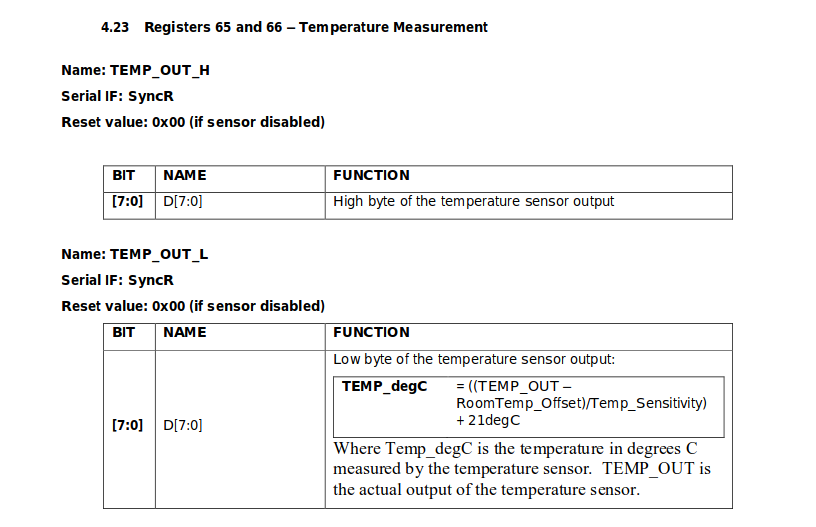 4.23 Registers 65 and 66 – Temperature Measurement
Name: TEMP_OUT_H
Serial IF: SyncR
Reset value: 0x00 (if sensor disabled)
BIT NAME FUNCTION
[7:0] D[7:0] High byte of the temperature sensor output
Name: TEMP_OUT_L
Serial IF: SyncR
Reset value: 0x00 (if sensor disabled)
BIT NAME FUNCTION
Low byte of the temperature sensor output:
TEMP_degC = ((TEMP_OUT –
RoomTemp_Offset)/Temp_Sensitivity)
+ 21degC
[7:0] D[7:0]
Where Temp_degC is the temperature in degrees C
measured by the temperature sensor. TEMP_OUT is
the actual output of the temperature sensor.